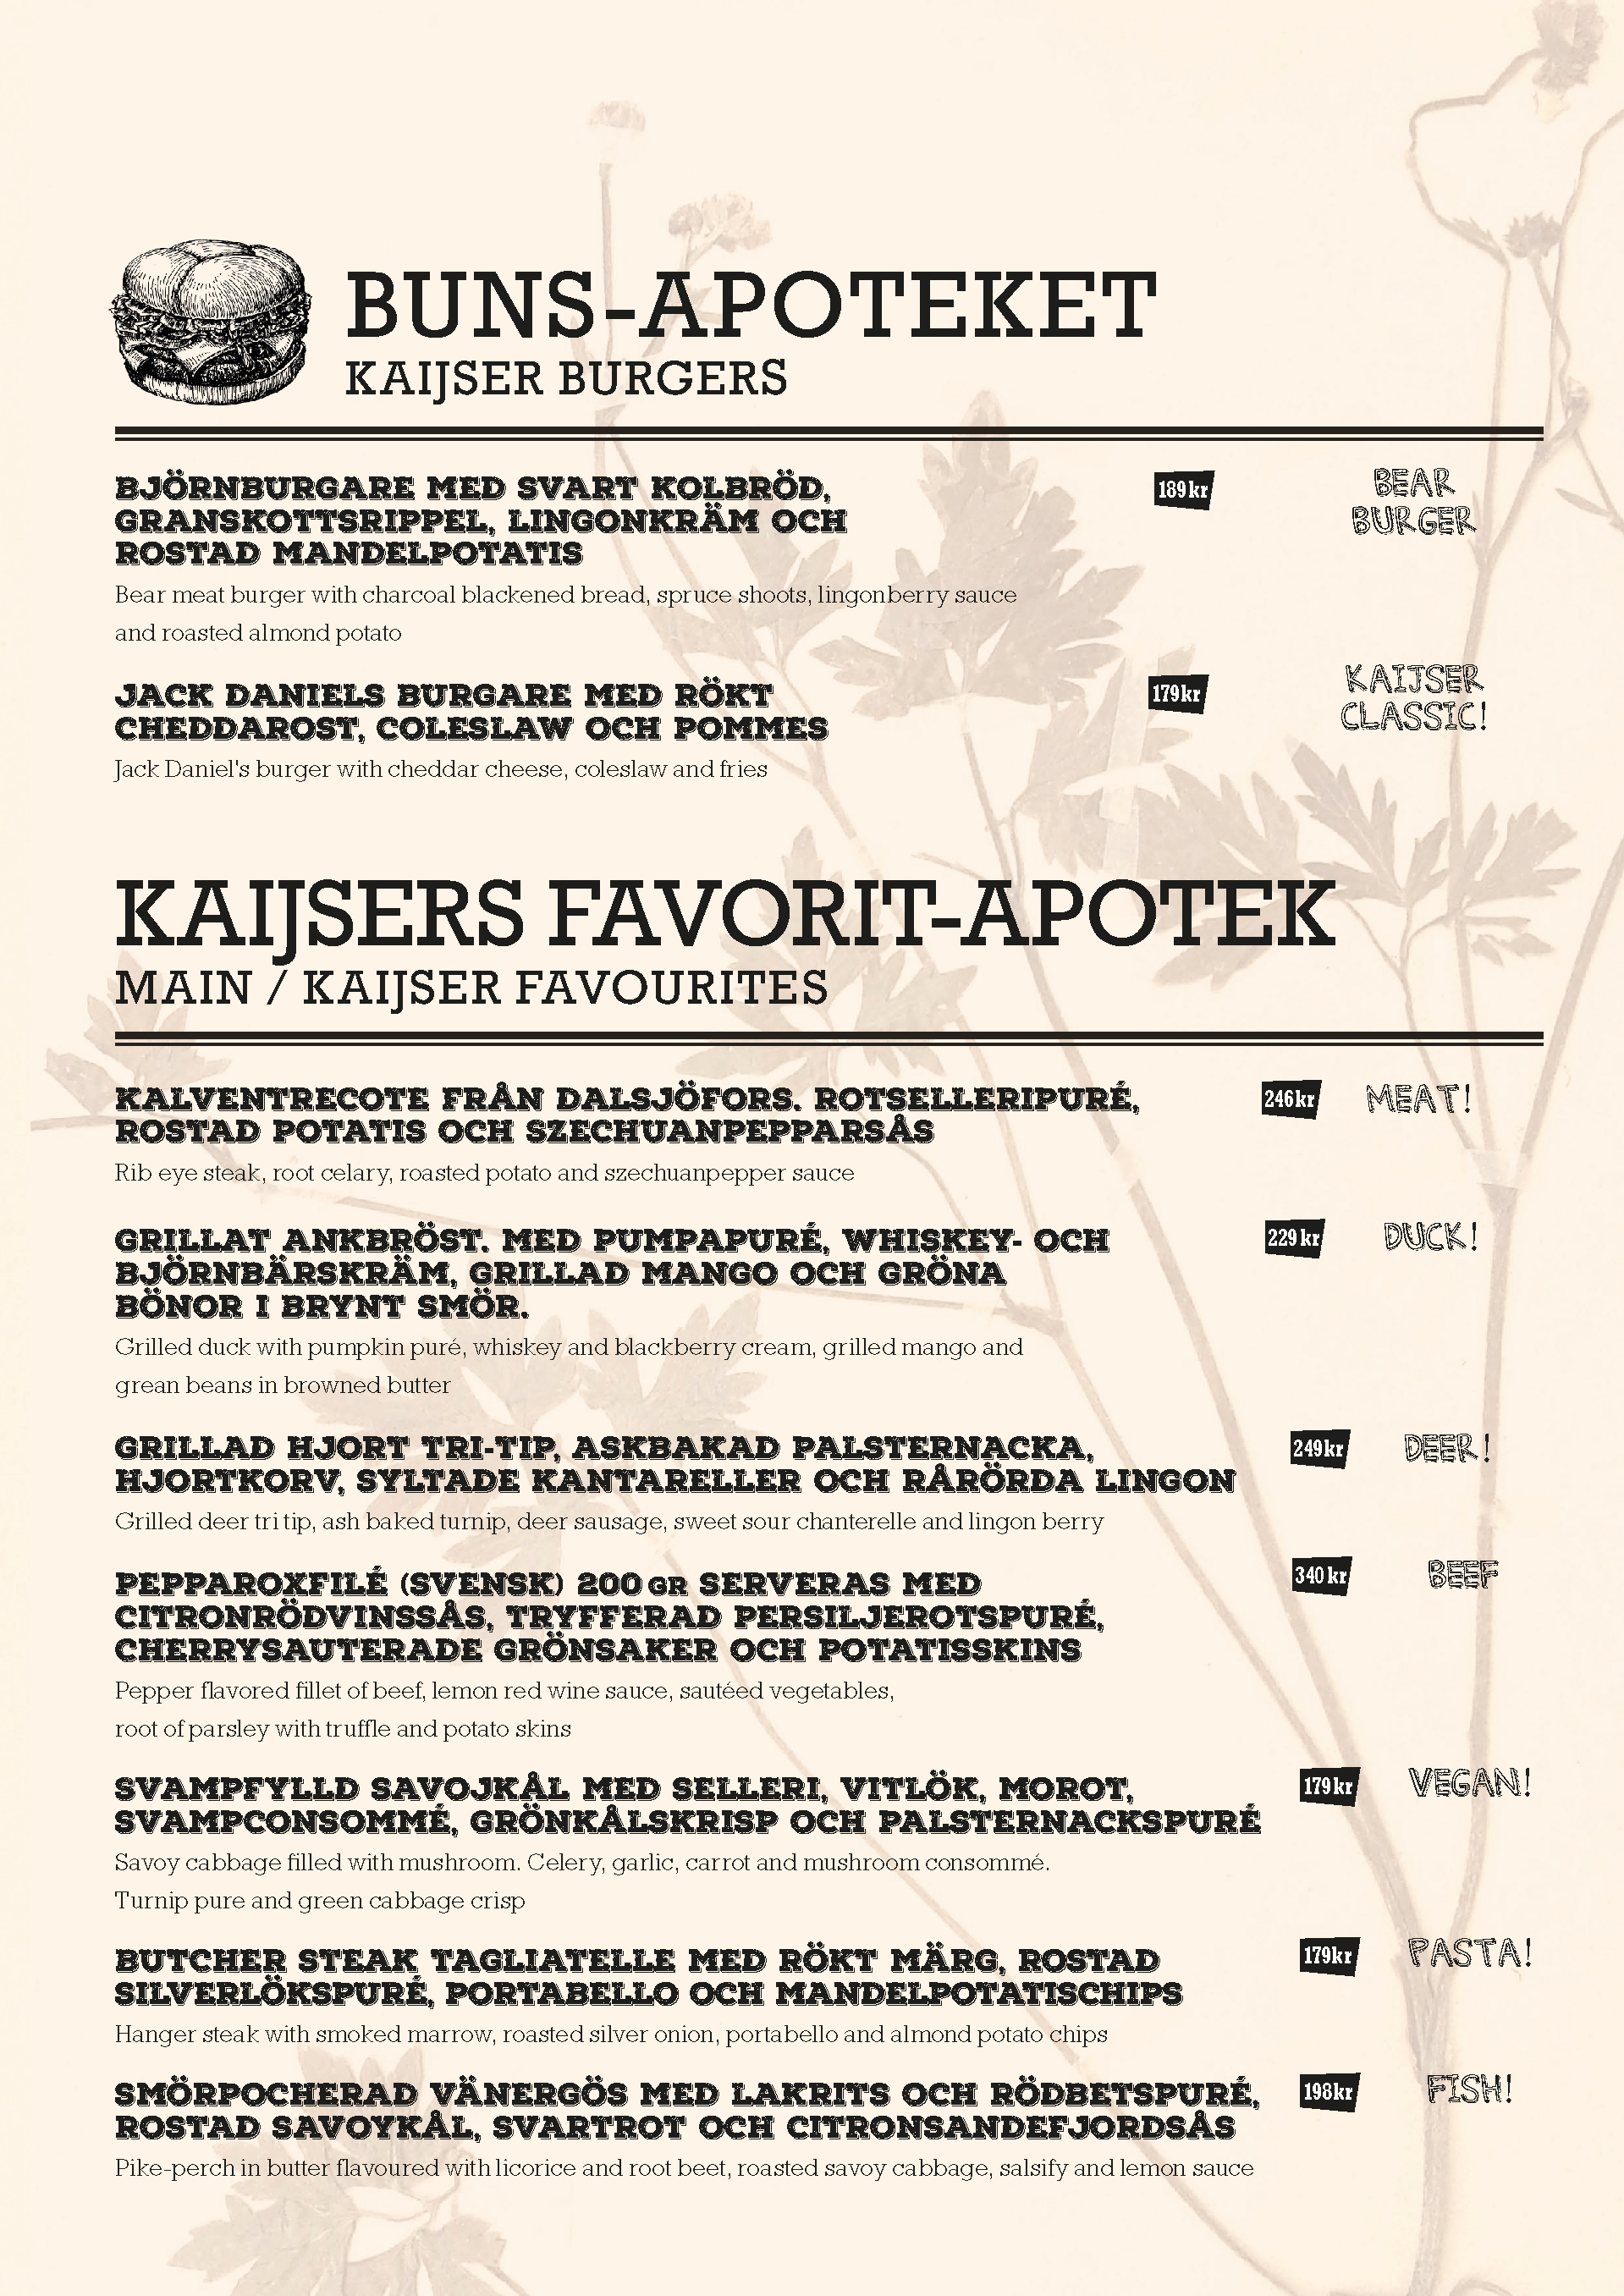 BUNS-APOTEKET
KAIJSER BURGERS
BJÖRNBURGARE MED SVART KOLBRÖD,
GRANSKOTTSRIPPEL, LINGONKRÄM OCH
ROSTAD MANDELPOTATIS
189 kr
BEAR
BURGER
Bear meat burger with charcoal blackened bread, spruce shoots, lingonberry sauce
and roasted almond potato
JACK DANIELS BURGARE MED RÖKT
CHEDDAROST, COLESLAW OCH POMMES
179 kr
KAIJSER
CLASSIC!
Jack Daniel's burger with cheddar cheese, coleslaw and fries
KAIJSERS FAVORIT-APOTEK
MAIN / KAIJSER FAVOURITES
KALVENTRECOTE FRÅN DALSJÖFORS. ROTSELLERIPURÉ,
ROSTAD POTATIS OCH SZECHUANPEPPARSÅS
246 kr
MEAT!
Rib eye steak, root celary, roasted potato and szechuanpepper sauce
GRILLAT ANKBRÖST. MED PUMPAPURÉ, WHISKEY- OCH
BJÖRNBÄRSKRÄM, GRILLAD MANGO OCH GRÖNA
BÖNOR I BRYNT SMÖR.
229 kr
DUCK!
Grilled duck with pumpkin puré, whiskey and blackberry cream, grilled mango and
grean beans in browned butter
GRILLAD HJORT TRI-TIP, ASKBAKAD PALSTERNACKA,
HJORTKORV, SYLTADE KANTARELLER OCH RÅRÖRDA LINGON
249 kr
DEER!
Grilled deer tri tip, ash baked turnip, deer sausage, sweet sour chanterelle and lingon berry
PEPPAROXFILÉ (SVENSK) 200 GR SERVERAS MED
CITRONRÖDVINSSÅS, TRYFFERAD PERSILJEROTSPURÉ,
CHERRYSAUTERADE GRÖNSAKER OCH POTATISSKINS
340 kr
BEEF
Pepper flavored fillet of beef, lemon red wine sauce, sautéed vegetables,
root of parsley with truffle and potato skins
SVAMPFYLLD SAVOJKÅL MED SELLERI, VITLÖK, MOROT,
SVAMPCONSOMMÉ, GRÖNKÅLSKRISP OCH PALSTERNACKSPURÉ
179 kr
VEGAN!
Savoy cabbage filled with mushroom. Celery, garlic, carrot and mushroom consommé.
Turnip pure and green cabbage crisp
BUTCHER STEAK TAGLIATELLE MED RÖKT MÄRG, ROSTAD
SILVERLÖKSPURÉ, PORTABELLO OCH MANDELPOTATISCHIPS
179 kr
PASTA!
Hanger steak with smoked marrow, roasted silver onion, portabello and almond potato chips
SMÖRPOCHERAD VÄNERGÖS MED LAKRITS OCH RÖDBETSPURÉ,
ROSTAD SAVOYKÅL, SVARTROT OCH CITRONSANDEFJORDSÅS
198 kr
FISH!
Pike-perch in butter flavoured with licorice and root beet, roasted savoy cabbage, salsify and lemon sauce